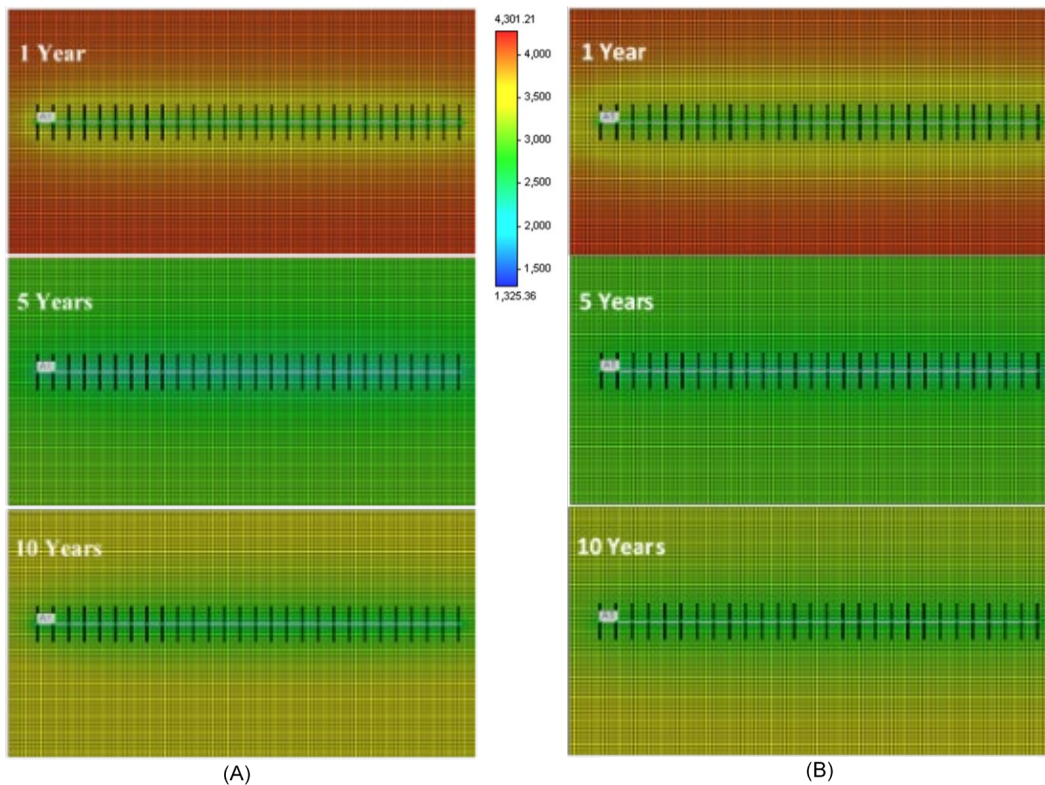 1 Year
4,301.21
4,000
3,500
3,000
2,500
2,000
1,500
1,325.36
1 Year
5 Years
5 Years
10 Years
10 Years
(A)
(B)